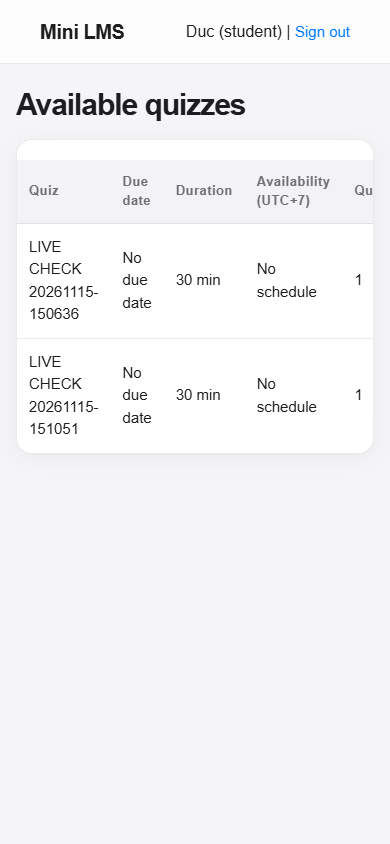 Mini LMS
Duc (student) | Sign out
Available quizzes
Quiz
Due
date
Duration
Availability
(UTC+7)
Qu
LIVE
CHECK
20261115-
150636
No
due
date
30 min
No
schedule
1
LIVE
CHECK
20261115-
151051
No
due
date
30 min
No
schedule
1